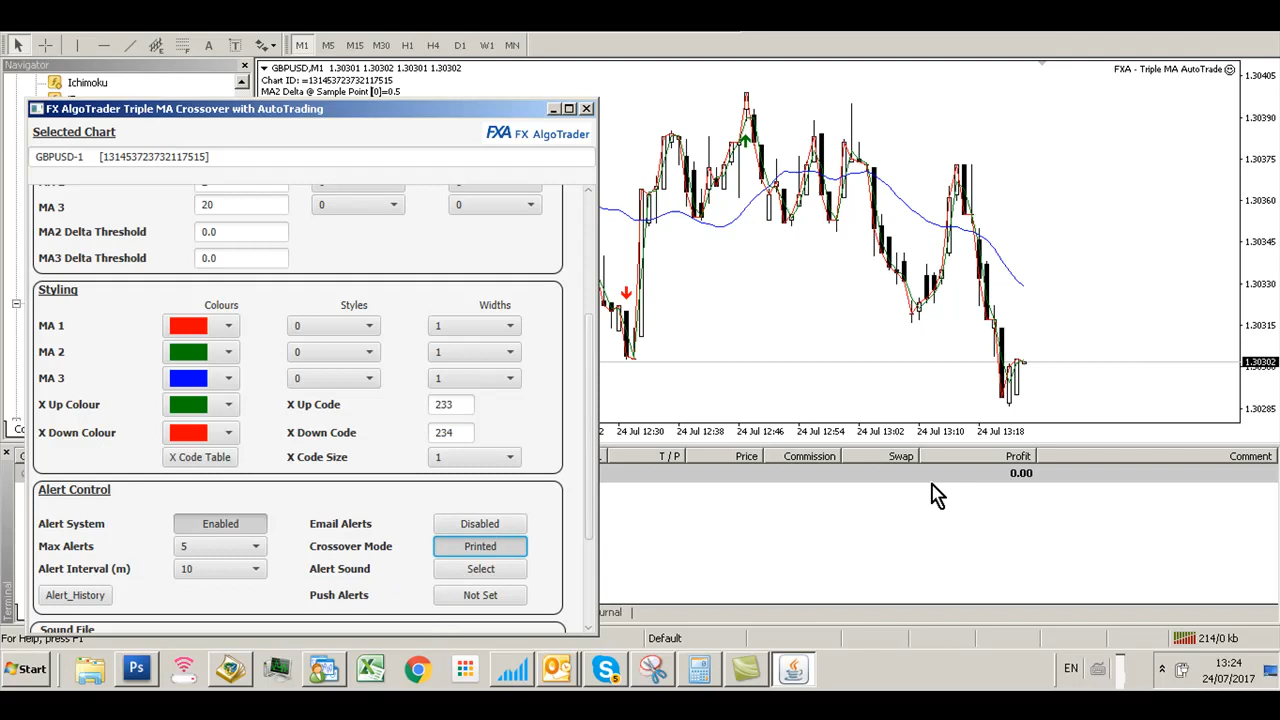 M1 M5 M15 M30 H1 H4 D1 W1 MN
A T
Navigator
Ichimoku
GBPUSD,M1 1.30301 1.30302 1.30301 1.30302
Chart ID: =131453723732117515
MA2 Delta @ Sample Point [0]=0.5
FXA - Triple MA AutoTrade
FX AlgoTrader Triple MA Crossover with AutoTrading
Selected Chart
FXA FX AlgoTrader
GBPUSD-1 [131453723732117515]
MA 3 20 0 0
MA2 Delta Threshold 0.0
MA3 Delta Threshold 0.0
Styling
Colours Styles Widths
MA 1 0 1
MA 2 0 1
MA 3 0 1
X Up Colour X Up Code 233
X Down Colour X Down Code 234
X Code Table X Code Size 1
Alert Control
Alert System Enabled Email Alerts Disabled
Max Alerts 5 Crossover Mode Printed
Alert Interval (m) 10 Alert Sound Select
Alert_History Push Alerts Not Set
Sound File
1.30405
1.30390
1.30375
1.30360
1.30345
1.30330
1.30315
1.30302
1.30285
24 Jul 12:30 24 Jul 12:38 24 Jul 12:46 24 Jul 12:54 24 Jul 13:02 24 Jul 13:10 24 Jul 13:18
T / P Price Commission Swap Profit Comment
0.00
Terminal
For Help, press F1 Default 214/0 kb
Start Ps EN 13:24
24/07/2017